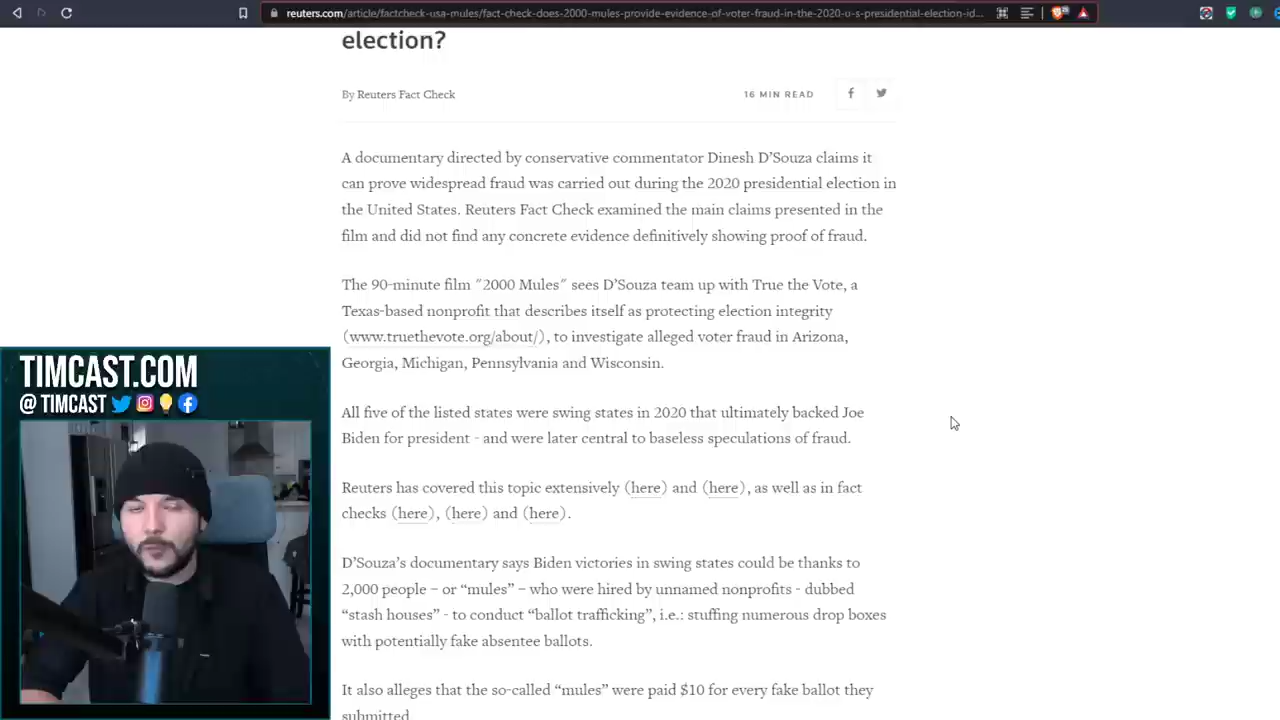 reuters.com/article/factcheck-usa-mules/fact-check-does-2000-mules-provide-evidence-of-voter-fraud-in-the-2020-u-s-presidential-election-id...
election?
By Reuters Fact Check
16 MIN READ
A documentary directed by conservative commentator Dinesh D’Souza claims it
can prove widespread fraud was carried out during the 2020 presidential election in
the United States. Reuters Fact Check examined the main claims presented in the
film and did not find any concrete evidence definitively showing proof of fraud.
The 90-minute film "2000 Mules" sees D’Souza team up with True the Vote, a
Texas-based nonprofit that describes itself as protecting election integrity
(www.truethevote.org/about/), to investigate alleged voter fraud in Arizona,
Georgia, Michigan, Pennsylvania and Wisconsin.
All five of the listed states were swing states in 2020 that ultimately backed Joe
Biden for president - and were later central to baseless speculations of fraud.
Reuters has covered this topic extensively (here) and (here), as well as in fact
checks (here), (here) and (here).
D’Souza’s documentary says Biden victories in swing states could be thanks to
2,000 people – or “mules” – who were hired by unnamed nonprofits - dubbed
“stash houses” - to conduct “ballot trafficking”, i.e.: stuffing numerous drop boxes
with potentially fake absentee ballots.
It also alleges that the so-called “mules” were paid $10 for every fake ballot they
submitted
TIMCAST.COM
@ TIMCAST